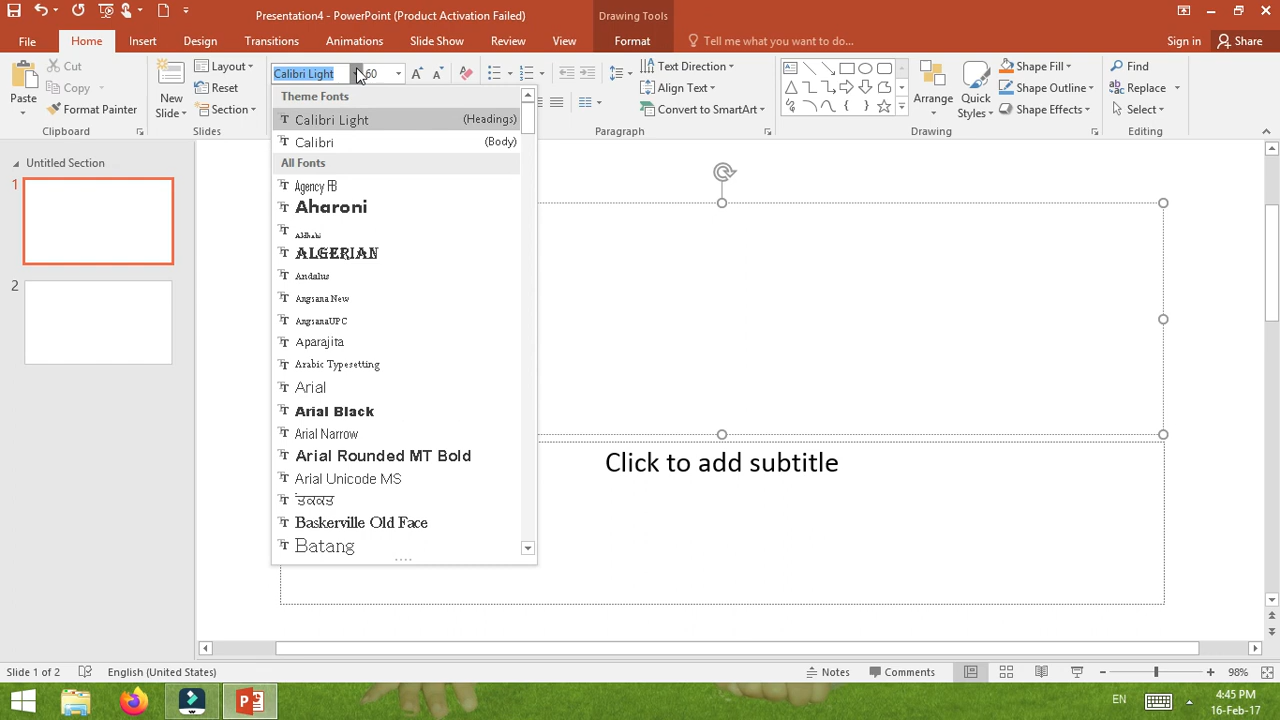 Presentation4 - PowerPoint (Product Activation Failed)
Drawing Tools
File
Home
Insert
Design
Transitions
Animations
Slide Show
Review
View
Format
Tell me what you want to do...
Sign in
Share
Paste
Cut
Copy
Format Painter
Clipboard
New
Slide
Layout
Reset
Section
Slides
Calibri Light
60
Text Direction
Align Text
Convert to SmartArt
Paragraph
Arrange
Quick
Styles
Shape Fill
Shape Outline
Shape Effects
Drawing
Find
Replace
Select
Editing
Theme Fonts
Calibri Light (Headings)
Calibri (Body)
All Fonts
Agency FB
Aharoni
Aldhabi
ALGERIAN
Andalus
Angsana New
AngsanaUPC
Aparajita
Arabic Typesetting
Arial
Arial Black
Arial Narrow
Arial Rounded MT Bold
Arial Unicode MS
Baskerville Old Face
Batang
Untitled Section
1
2
Click to add subtitle
Slide 1 of 2
English (United States)
Notes
Comments
98%
EN
4:45 PM
16-Feb-17